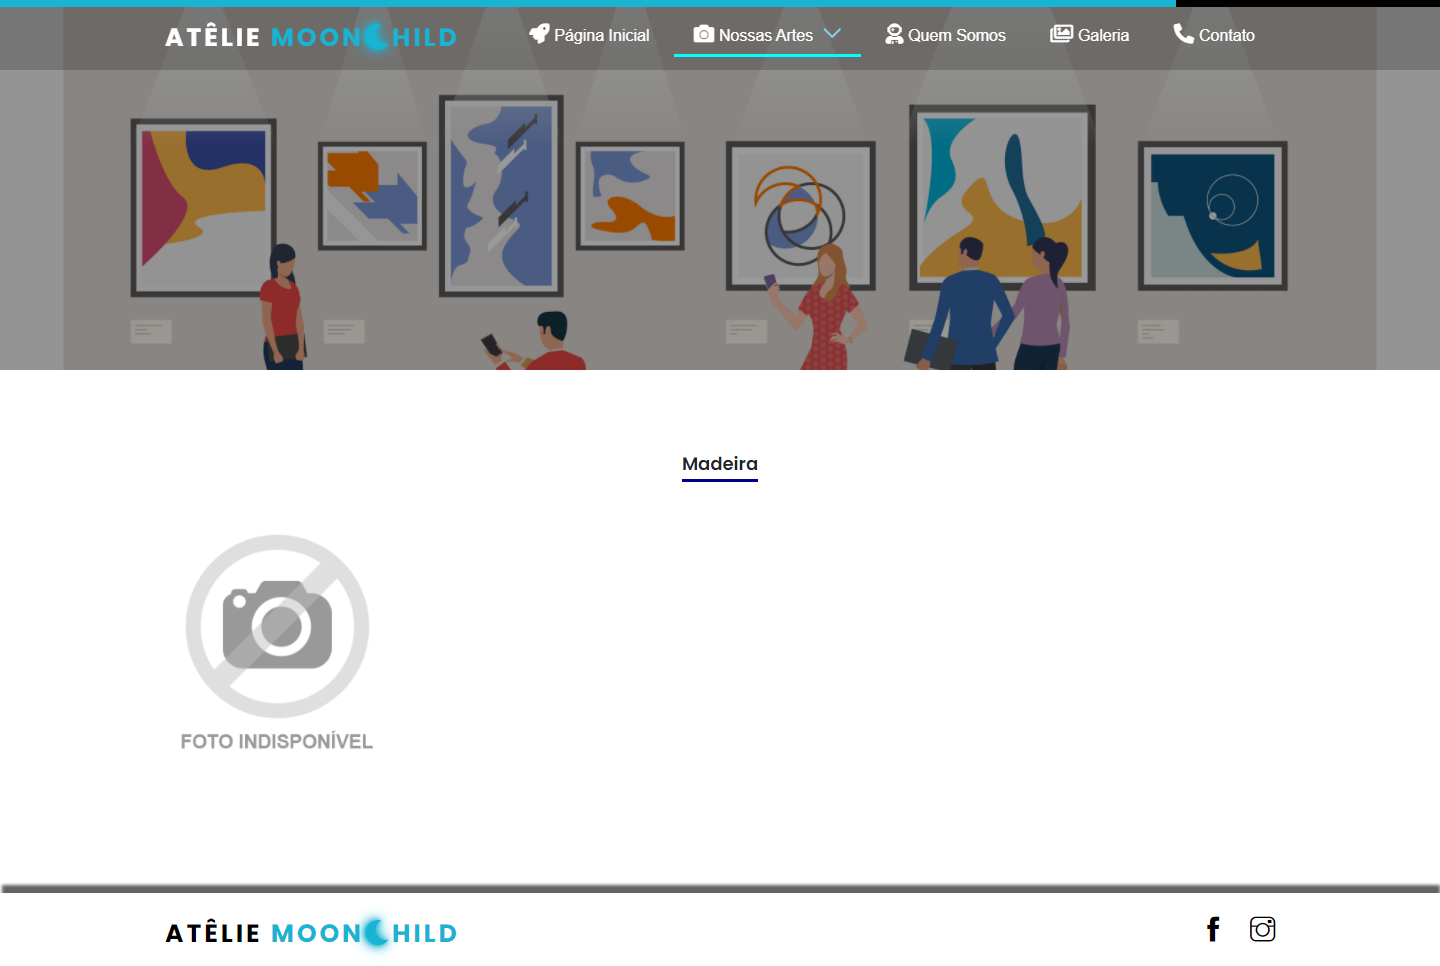 ATÊLIE MOONCHILD
Página Inicial
Nossas Artes
Quem Somos
Galeria
Contato
Madeira
FOTO INDISPONÍVEL
ATÊLIE MOONCHILD